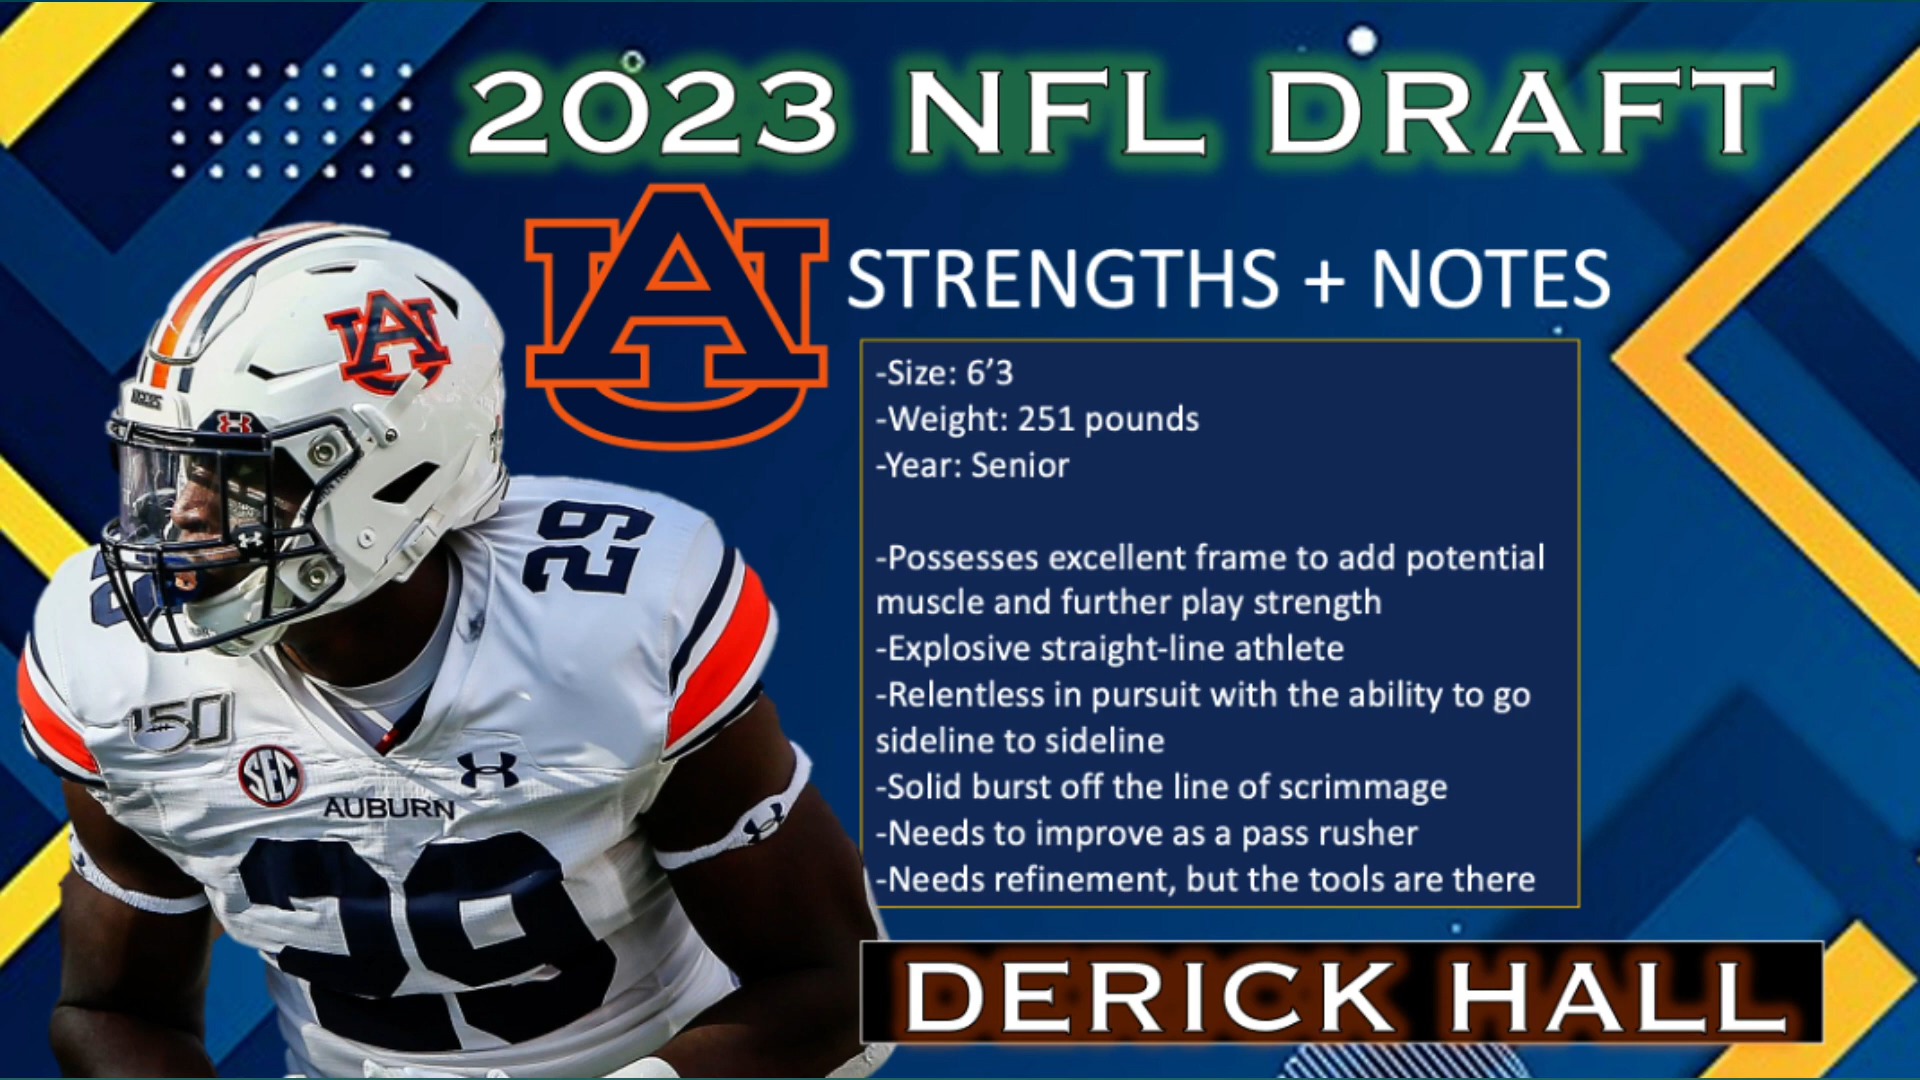 2023 NFL DRAFT
AU
STRENGTHS + NOTES
-Size: 6’3
-Weight: 251 pounds
-Year: Senior
-Possesses excellent frame to add potential
muscle and further play strength
-Explosive straight-line athlete
-Relentless in pursuit with the ability to go
sideline to sideline
-Solid burst off the line of scrimmage
-Needs to improve as a pass rusher
-Needs refinement, but the tools are there
DERICK HALL
AU
29
150
SEC
AUBURN
29